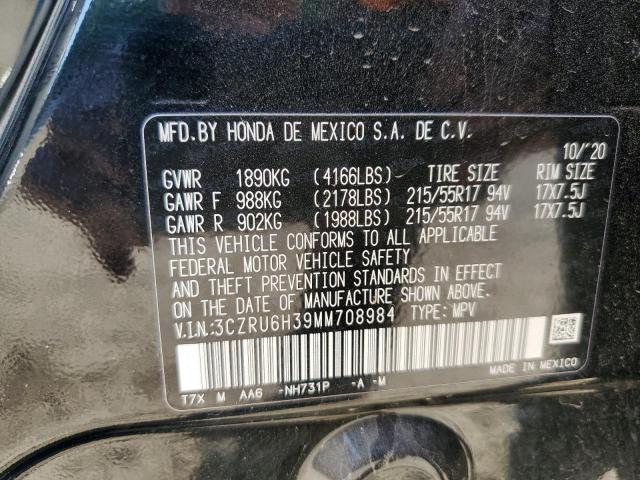 MFD.BY HONDA DE MEXICO S.A. DE C.V.
10/'20
GVWR 1890KG (4166LBS) TIRE SIZE RIM SIZE
GAWR F 988KG (2178LBS) 215/55R17 94V 17X7.5J
GAWR R 902KG (1988LBS) 215/55R17 94V 17X7.5J
THIS VEHICLE CONFORMS TO ALL APPLICABLE
FEDERAL MOTOR VEHICLE SAFETY
AND THEFT PREVENTION STANDARDS IN EFFECT
ON THE DATE OF MANUFACTURE SHOWN ABOVE.
V.I.N.:3CZRU6H39MM708984 TYPE: MPV
MADE IN MEXICO
T7X M AA6 -NH731P -A -M